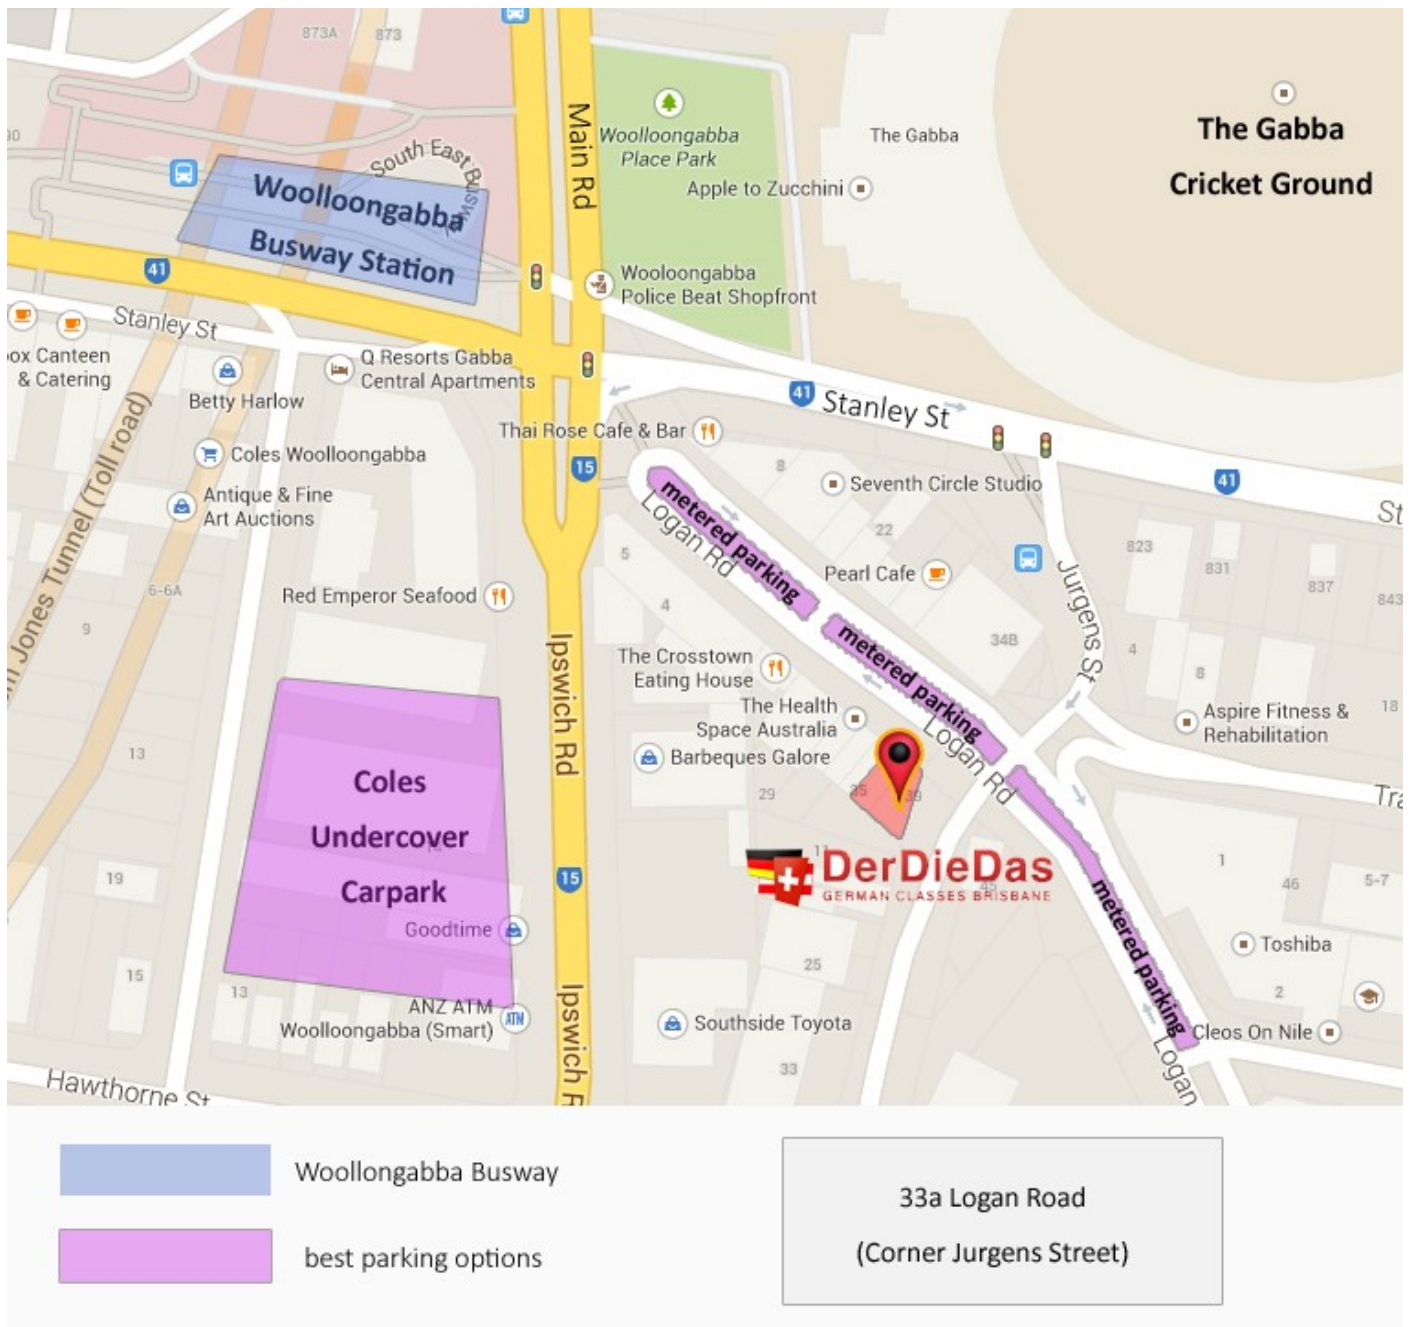 873A
873
Main Rd
Woolloongabba
Place Park
The Gabba
The Gabba
Cricket Ground
Apple to Zucchini
South East Bu
Woolloongabba
Busway Station
Wooloongabba
Police Beat Shopfront
41
Stanley St
ox Canteen
& Catering
Betty Harlow
Q Resorts Gabba
Central Apartments
41
Stanley St
Thai Rose Cafe & Bar
15
Coles Woolloongabba
Antique & Fine
Art Auctions
8
Seventh Circle Studio
41
St
metered parking
Logan Rd
22
5
4
Pearl Cafe
Jurgens St
823
831
837
843
Jones Tunnel (Toll road)
6-6A
9
Red Emperor Seafood
Ipswich Rd
34B
4
8
18
metered parking
The Crosstown
Eating House
The Health
Space Australia
Logan Rd
Aspire Fitness &
Rehabilitation
Barbeques Galore
13
29
35
39
Tra
Coles
Undercover
Carpark
15
11
DerDieDas
GERMAN CLASSES BRISBANE
45
1
46
5-7
metered parking
19
Goodtime
25
Toshiba
15
13
ANZ ATM
Woolloongabba (Smart)
ATM
Ipswich R
Southside Toyota
2
Cleos On Nile
33
Logan
Hawthorne St
Woollongabba Busway
best parking options
33a Logan Road
(Corner Jurgens Street)